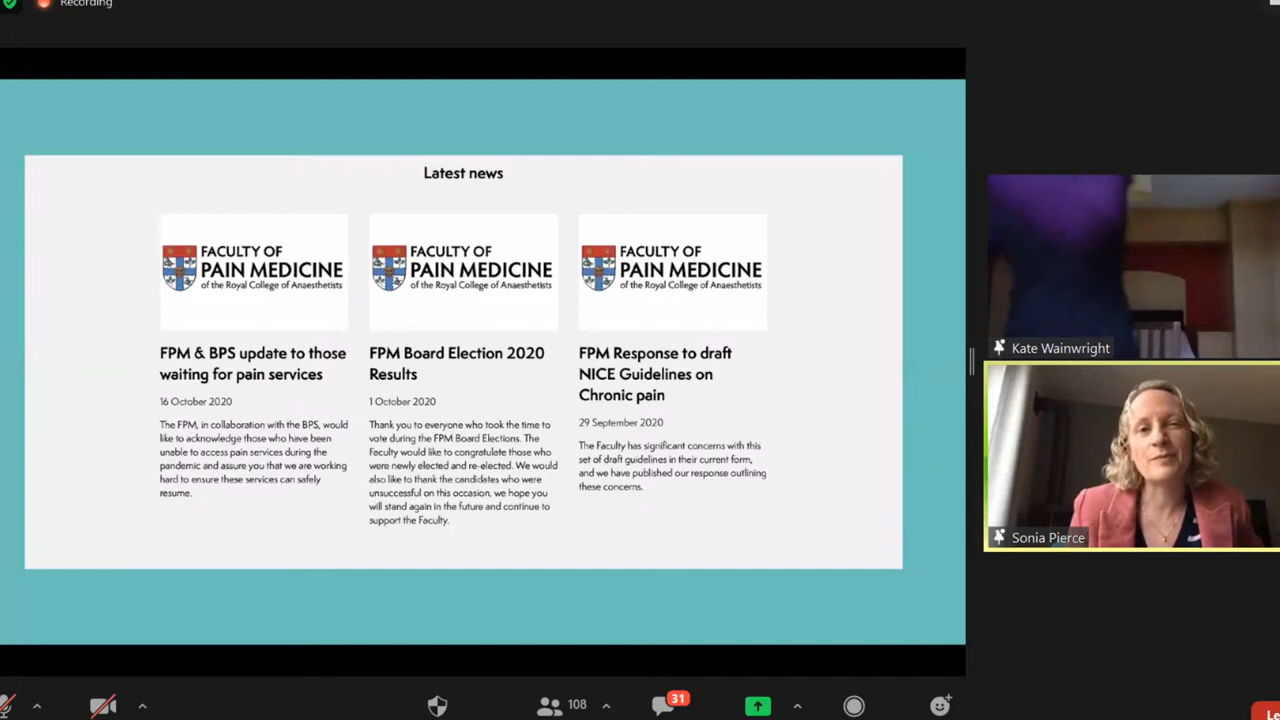 Recording
Latest news
FACULTY OF
PAIN MEDICINE
of the Royal College of Anaesthetists
FACULTY OF
PAIN MEDICINE
of the Royal College of Anaesthetists
FACULTY OF
PAIN MEDICINE
of the Royal College of Anaesthetists
FPM & BPS update to those
waiting for pain services
16 October 2020
The FPM, in collaboration with the BPS, would
like to acknowledge those who have been
unable to access pain services during the
pandemic and assure you that we are working
hard to ensure these services can safely
resume.
FPM Board Election 2020
Results
1 October 2020
Thank you to everyone who took the time to
vote during the FPM Board Elections. The
Faculty would like to congratulate those who
were newly elected and re-elected. We would
also like to thank the candidates who were
unsuccessful on this occasion, we hope you
will stand again in the future and continue to
support the Faculty.
FPM Response to draft
NICE Guidelines on
Chronic pain
29 September 2020
The Faculty has significant concerns with this
set of draft guidelines in their current form,
and we have published our response outlining
these concerns.
Kate Wainwright
Sonia Pierce
108
31